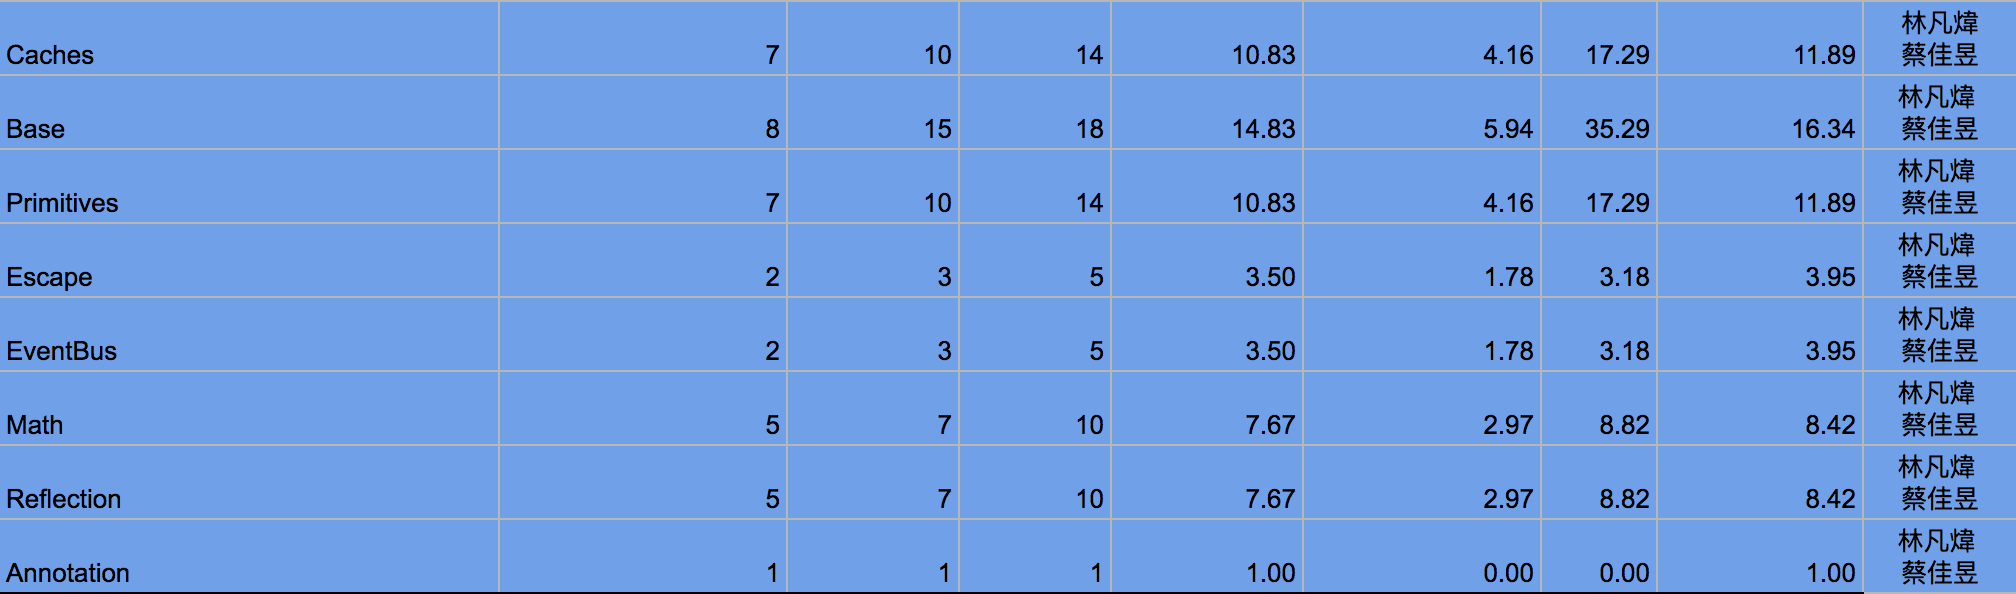 林凡煒
Caches 7 10 14 10.83 4.16 17.29 11.89 蔡佳昱
林凡煒
Base 8 15 18 14.83 5.94 35.29 16.34 蔡佳昱
林凡煒
Primitives 7 10 14 10.83 4.16 17.29 11.89 蔡佳昱
林凡煒
Escape 2 3 5 3.50 1.78 3.18 3.95 蔡佳昱
林凡煒
EventBus 2 3 5 3.50 1.78 3.18 3.95 蔡佳昱
林凡煒
Math 5 7 10 7.67 2.97 8.82 8.42 蔡佳昱
林凡煒
Reflection 5 7 10 7.67 2.97 8.82 8.42 蔡佳昱
林凡煒
Annotation 1 1 1 1.00 0.00 0.00 1.00 蔡佳昱